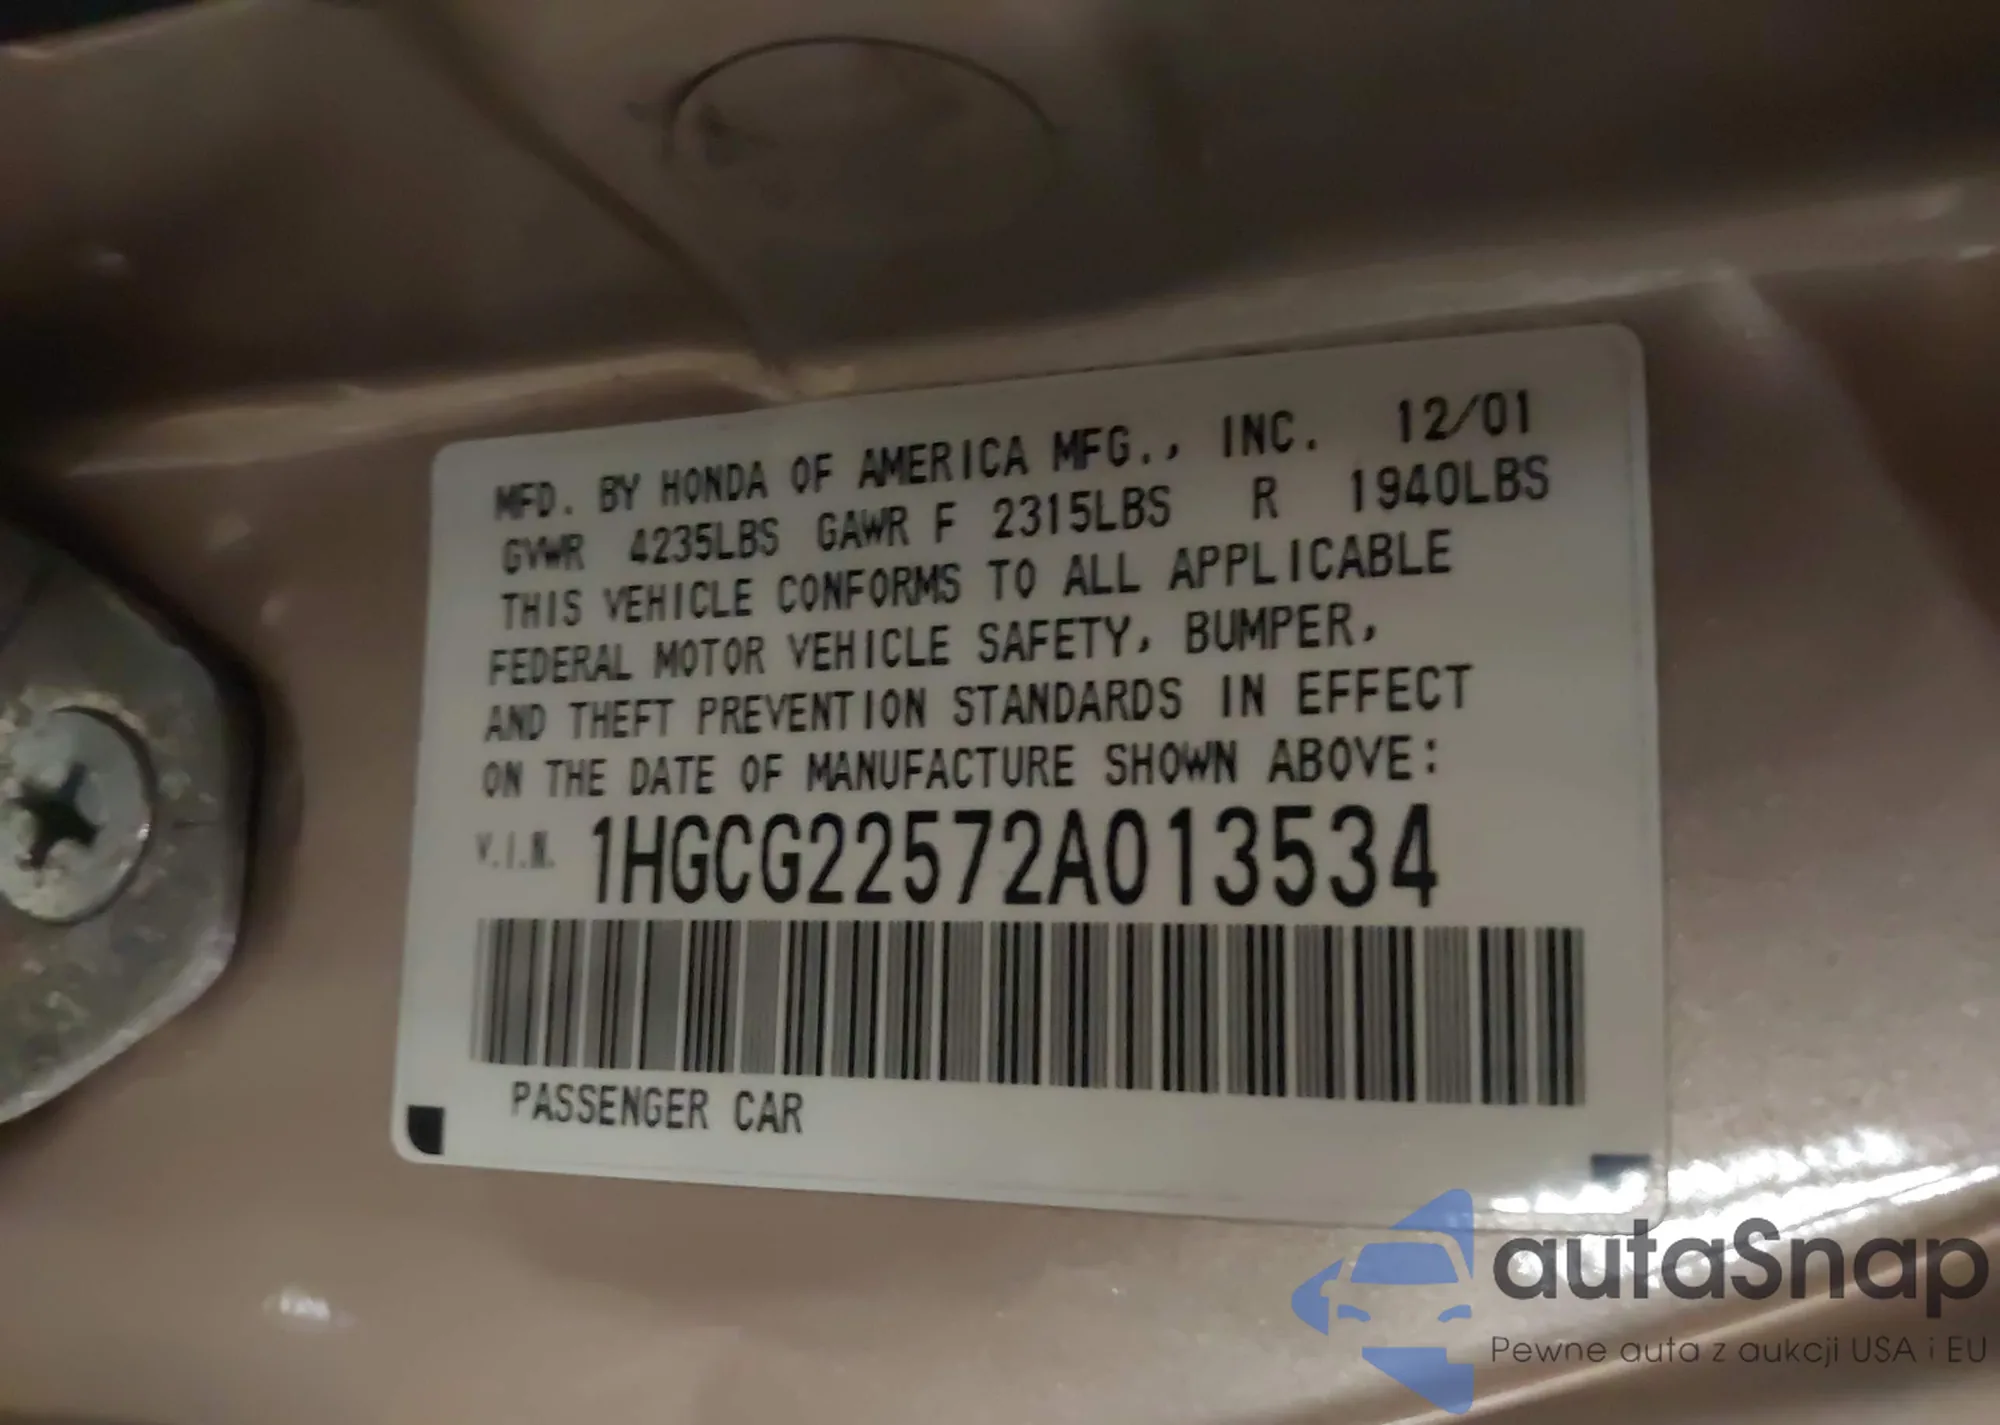 MFD. BY HONDA OF AMERICA MFG., INC. 12/01
GVWR 4235LBS GAWR F 2315LBS R 1940LBS
THIS VEHICLE CONFORMS TO ALL APPLICABLE
FEDERAL MOTOR VEHICLE SAFETY, BUMPER,
AND THEFT PREVENTION STANDARDS IN EFFECT
ON THE DATE OF MANUFACTURE SHOWN ABOVE:
V.I.N. 1HGCG22572A013534
PASSENGER CAR
autaSnap
Pewne auta z aukcji USA i EU